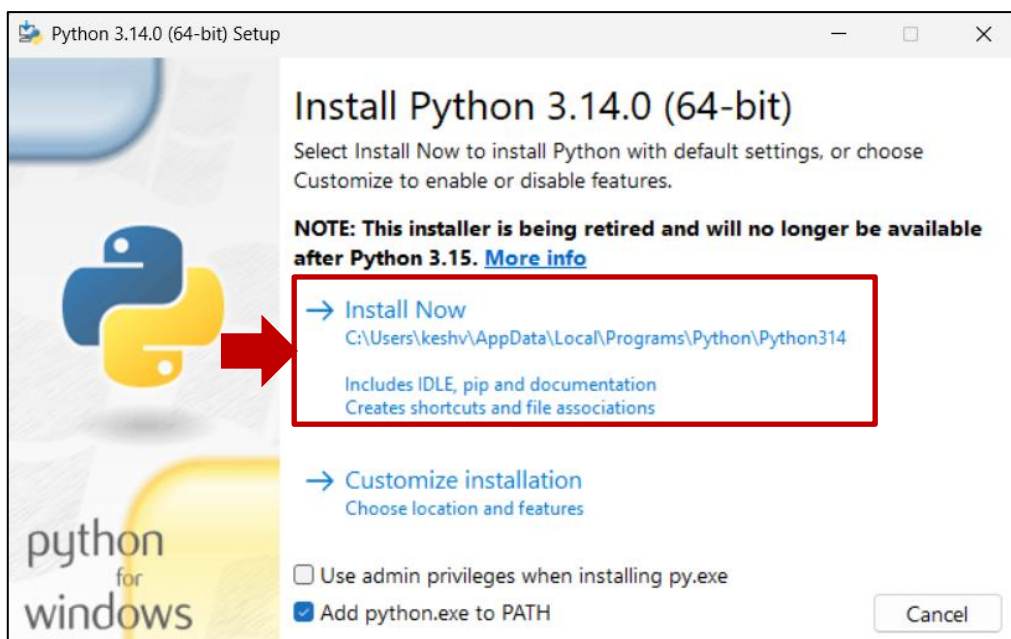 Python 3.14.0 (64-bit) Setup
Install Python 3.14.0 (64-bit)
Select Install Now to install Python with default settings, or choose
Customize to enable or disable features.
NOTE: This installer is being retired and will no longer be available
after Python 3.15. More info
Install Now
C:\Users\keshv\AppData\Local\Programs\Python\Python314
Includes IDLE, pip and documentation
Creates shortcuts and file associations
Customize installation
Choose location and features
python
for
windows
Use admin privileges when installing py.exe
Add python.exe to PATH
Cancel